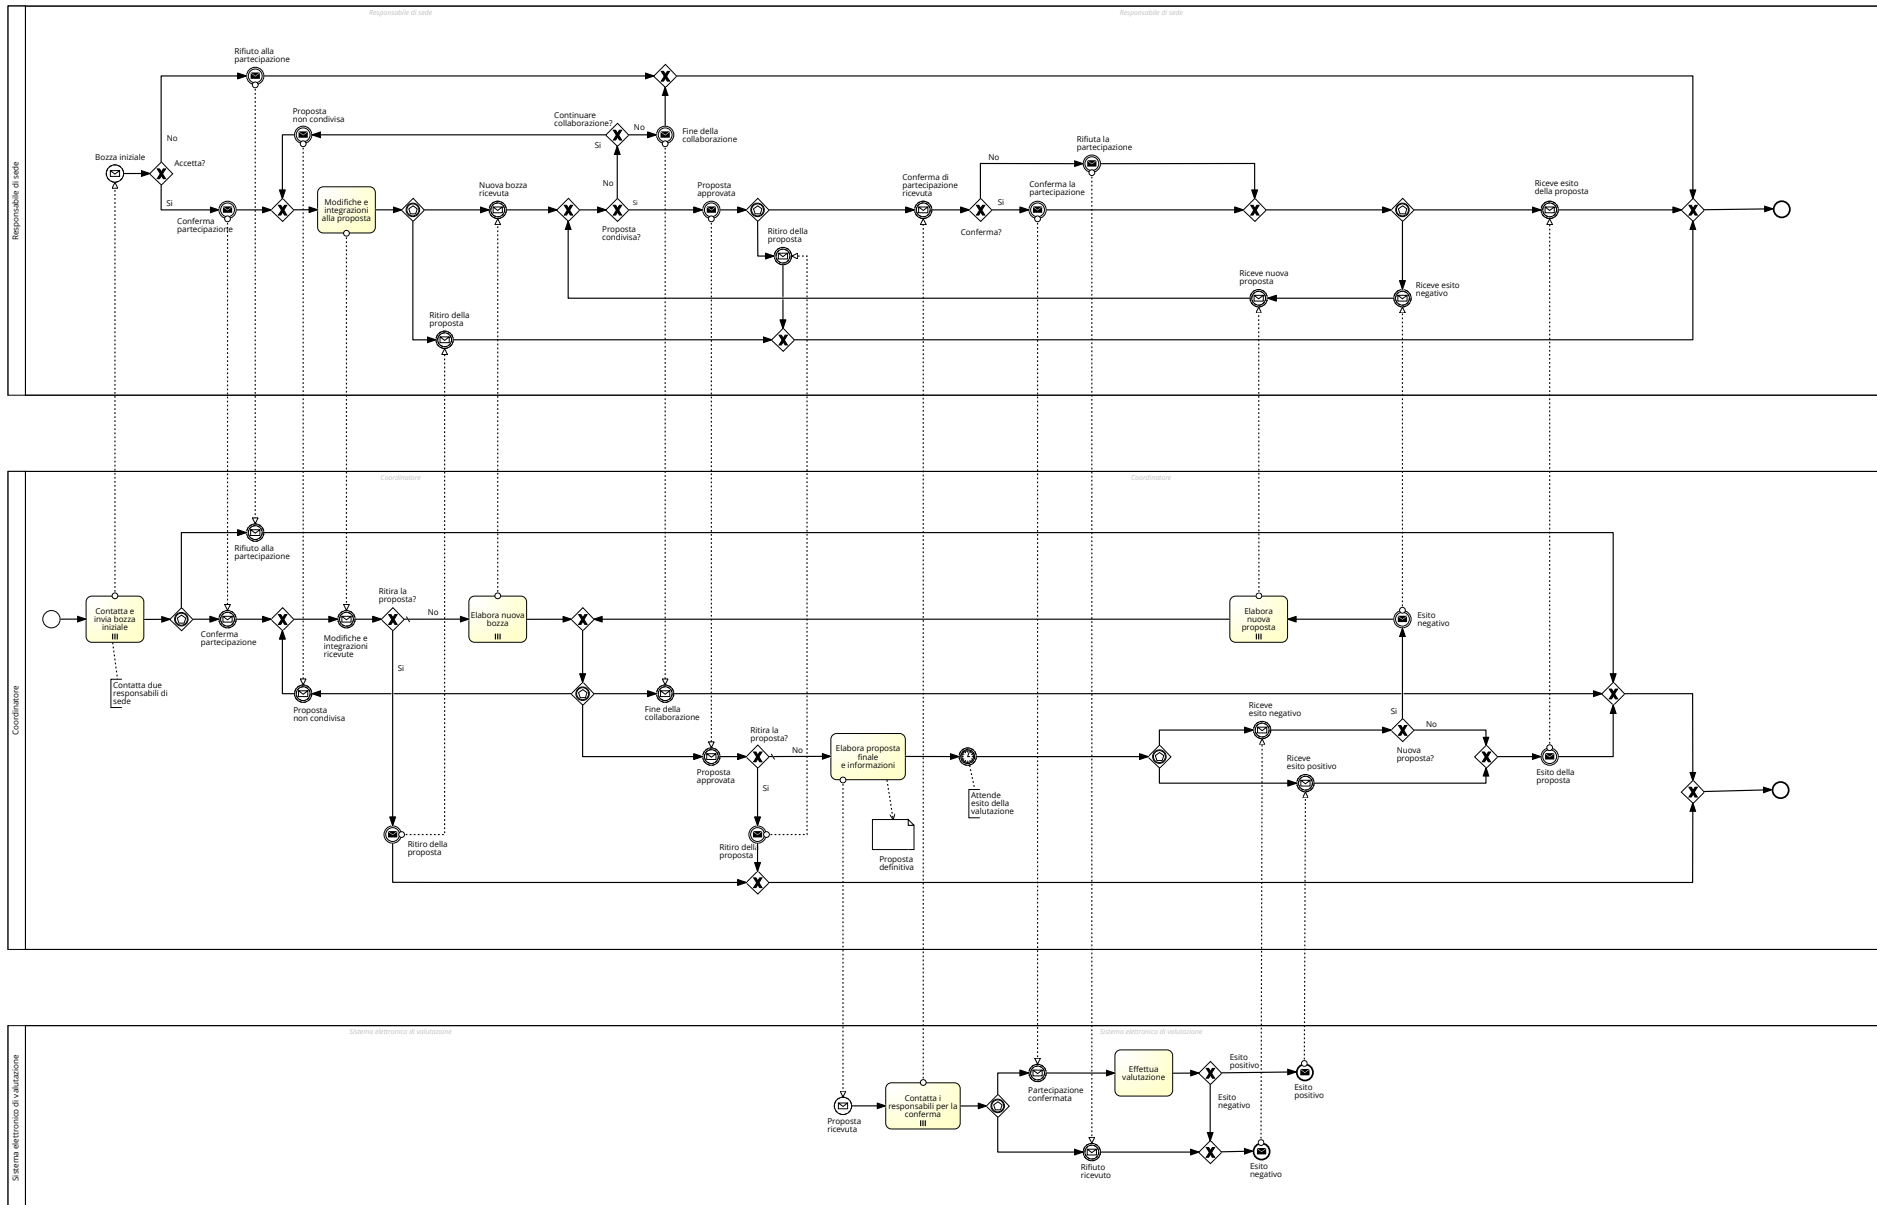 Responsabile di sede
Responsabile di sede
Responsabile di sede
Rifiuto alla
partecipazione
Proposta
non condivisa
Continuare
collaborazione?
No
Fine della
collaborazione
Si
No
Bozza iniziale
Accetta?
Si
Conferma
partecipazione
Modifiche e
integrazioni
alla proposta
Nuova bozza
ricevuta
No
si
Proposta
condivisa?
Proposta
approvata
Ritiro della
proposta
Ritiro della
proposta
Conferma di
partecipazione
ricevuta
No
Si
Conferma?
Conferma la
partecipazione
Rifiuta la
partecipazione
Riceve nuova
proposta
Riceve esito
negativo
Riceve esito
della proposta
Coordinatore
Coordinatore
Coordinatore
Rifiuto alla
partecipazione
Contatta e
invia bozza
iniziale
Contatta due
responsabili di
sede
Conferma
partecipazione
Modifiche e
integrazioni
ricevute
Ritira la
proposta?
No
Si
Elabora nuova
bozza
Proposta
non condivisa
Fine della
collaborazione
Proposta
approvata
Ritira la
proposta?
No
Si
Ritiro della
proposta
Ritiro della
proposta
Elabora proposta
finale
e informazioni
Proposta
definitiva
Attende
esito della
valutazione
Elabora
nuova
proposta
Esito
negativo
Riceve
esito negativo
Riceve
esito positivo
Si
No
Nuova
proposta?
Esito della
proposta
Sistema elettronico di valutazione
Sistema elettronico di valutazione
Sistema elettronico di valutazione
Proposta
ricevuta
Contatta i
responsabili per la
conferma
Partecipazione
confermata
Effettua
valutazione
Esito
positivo
Esito
negativo
Esito
positivo
Rifiuto
ricevuto
Esito
negativo